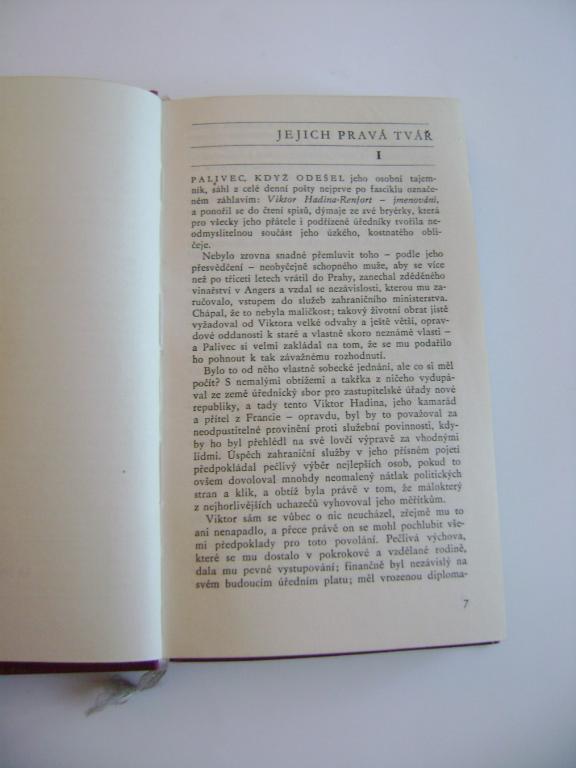 JEJICH PRAVÁ TVÁŘ
I
PALIVEC, KDYŽ ODEŠEL jeho osobní tajem-
ník, sáhl z celé denní pošty nejprve po fasciklu označe-
ném záhlavím: Viktor Hadina-Renfort – jmenování,
a ponořil se do čtení spisů, dýmaje ze své bryérky, která
pro všecky jeho přátele i podřízené úředníky tvořila ne-
odmyslitelnou součást jeho úzkého, kostnatého obli-
čeje.
Nebylo zrovna snadné přemluvit toho – podle jeho
přesvědčení – neobyčejně schopného muže, aby se více
než po třiceti letech vrátil do Prahy, zanechal zděděného
vinařství v Angers a vzdal se nezávislosti, kterou mu za-
ručovalo, vstupem do služeb zahraničního ministerstva.
Chápal, že to nebyla maličkost; takový životní obrat jistě
vyžadoval od Viktora velké odvahy a ještě větší, oprav-
dové oddanosti k staré a vlastně skoro neznámé vlasti –
a Palivec si velmi zakládal na tom, že se mu podařilo
ho pohnout k tak závažnému rozhodnutí.
Bylo to od něho vlastně sobecké jednání, ale co si měl
počít? S nemalými obtížemi a takřka z ničeho vydupá-
val ze země úřednický sbor pro zastupitelské úřady nové
republiky, a tady tento Viktor Hadina, jeho kamarád
a přítel z Francie – opravdu, byl by to považoval za
neodpustitelné provinění proti služební povinnosti, kdy-
by ho byl přehlédl na své lovčí výpravě za vhodnými
lidmi. Úspěch zahraniční služby v jeho přísném pojetí
předpokládal pečlivý výběr nejlepších osob, pokud to
ovšem dovoloval mnohdy neomalený nátlak politických
stran a klik, a obtíž byla právě v tom, že málokterý
z nejhorlivějších uchazečů vyhovoval jeho měřítkům.
Viktor sám se vůbec o nic neucházel, zřejmě mu to
ani nenapadlo, a přece právě on se mohl pochlubit vše-
mi předpoklady pro toto povolání. Pečlivá výchova,
které se mu dostalo v pokrokové a vzdělané rodině,
dala mu pevné vystupování; finančně byl nezávislý na
svém budoucím úředním platu; měl vrozenou diploma-
7